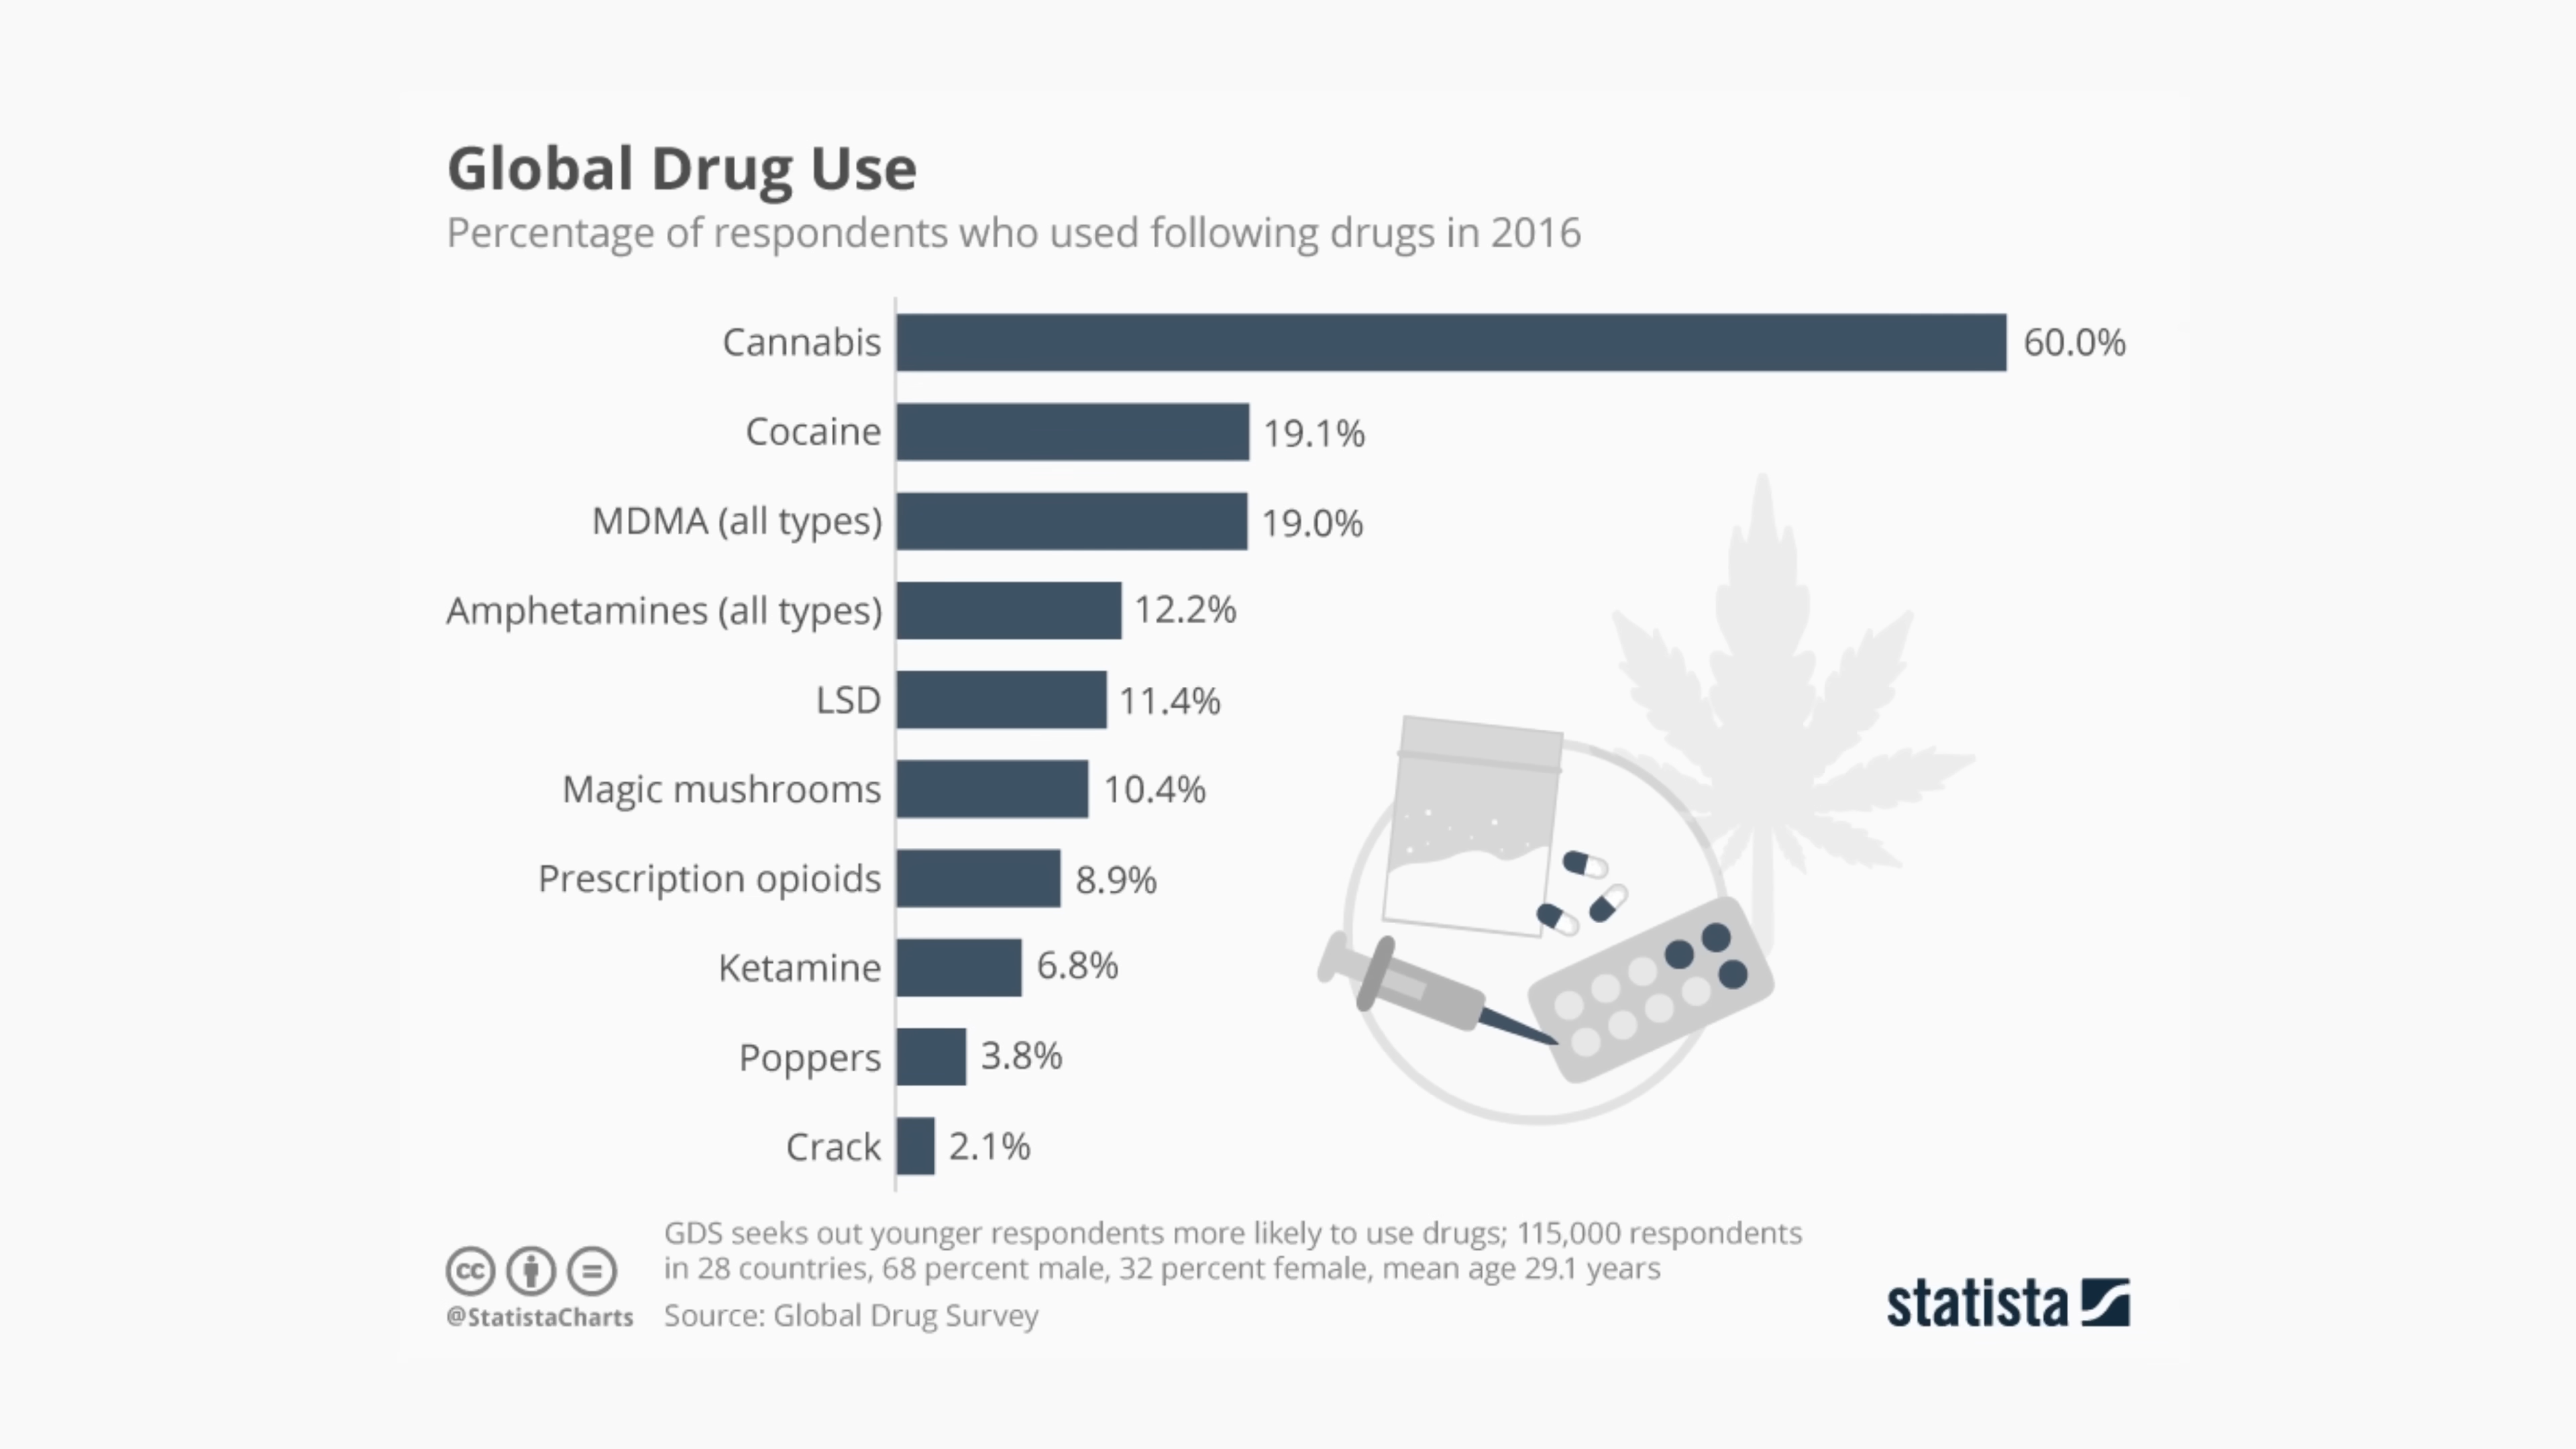 Global Drug Use
Percentage of respondents who used following drugs in 2016
Cannabis 60.0%
Cocaine 19.1%
MDMA (all types) 19.0%
Amphetamines (all types) 12.2%
LSD 11.4%
Magic mushrooms 10.4%
Prescription opioids 8.9%
Ketamine 6.8%
Poppers 3.8%
Crack 2.1%
GDS seeks out younger respondents more likely to use drugs; 115,000 respondents
in 28 countries, 68 percent male, 32 percent female, mean age 29.1 years
Source: Global Drug Survey
cc
@StatistaCharts
statista